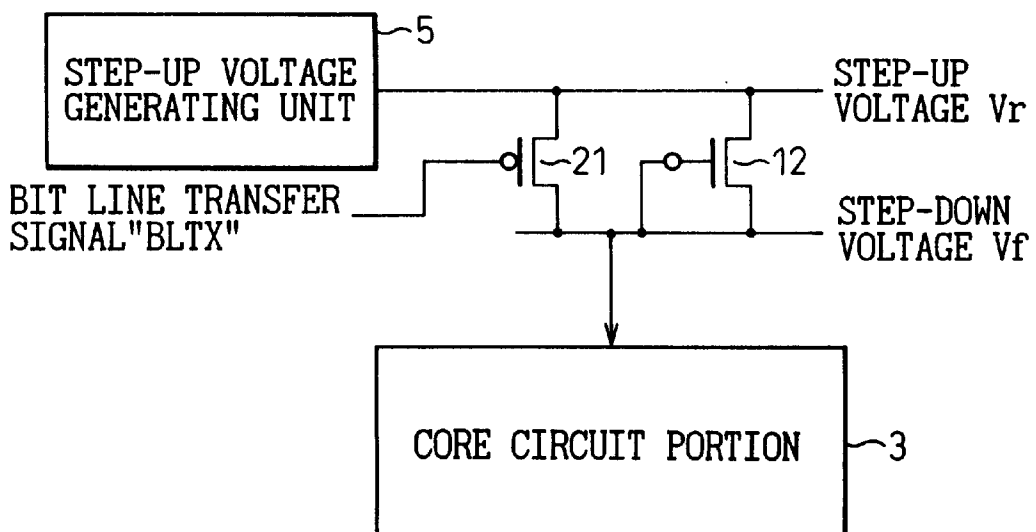 5
STEP-UP VOLTAGE
GENERATING UNIT
STEP-UP
VOLTAGE Vr
21
12
BIT LINE TRANSFER
SIGNAL"BLTX"
STEP-DOWN
VOLTAGE Vf
CORE CIRCUIT PORTION
3